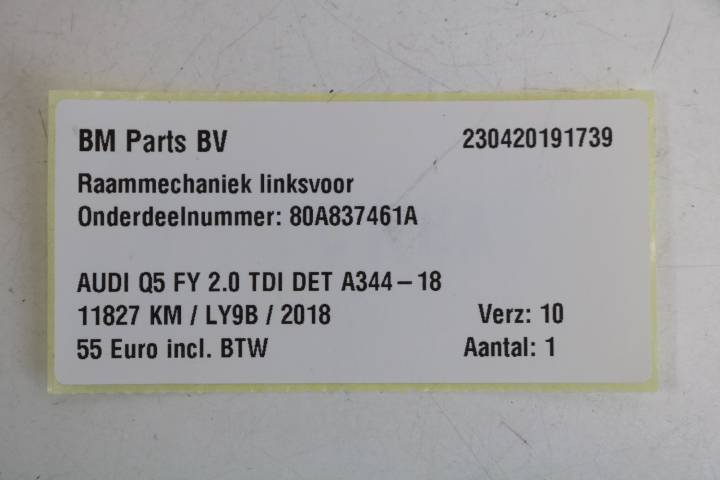 BM Parts BV 230420191739
Raammechaniek linksvoor
Onderdeelnummer: 80A837461A
AUDI Q5 FY 2.0 TDI DET A344-18
11827 KM / LY9B / 2018 Verz: 10
55 Euro incl. BTW Aantal: 1